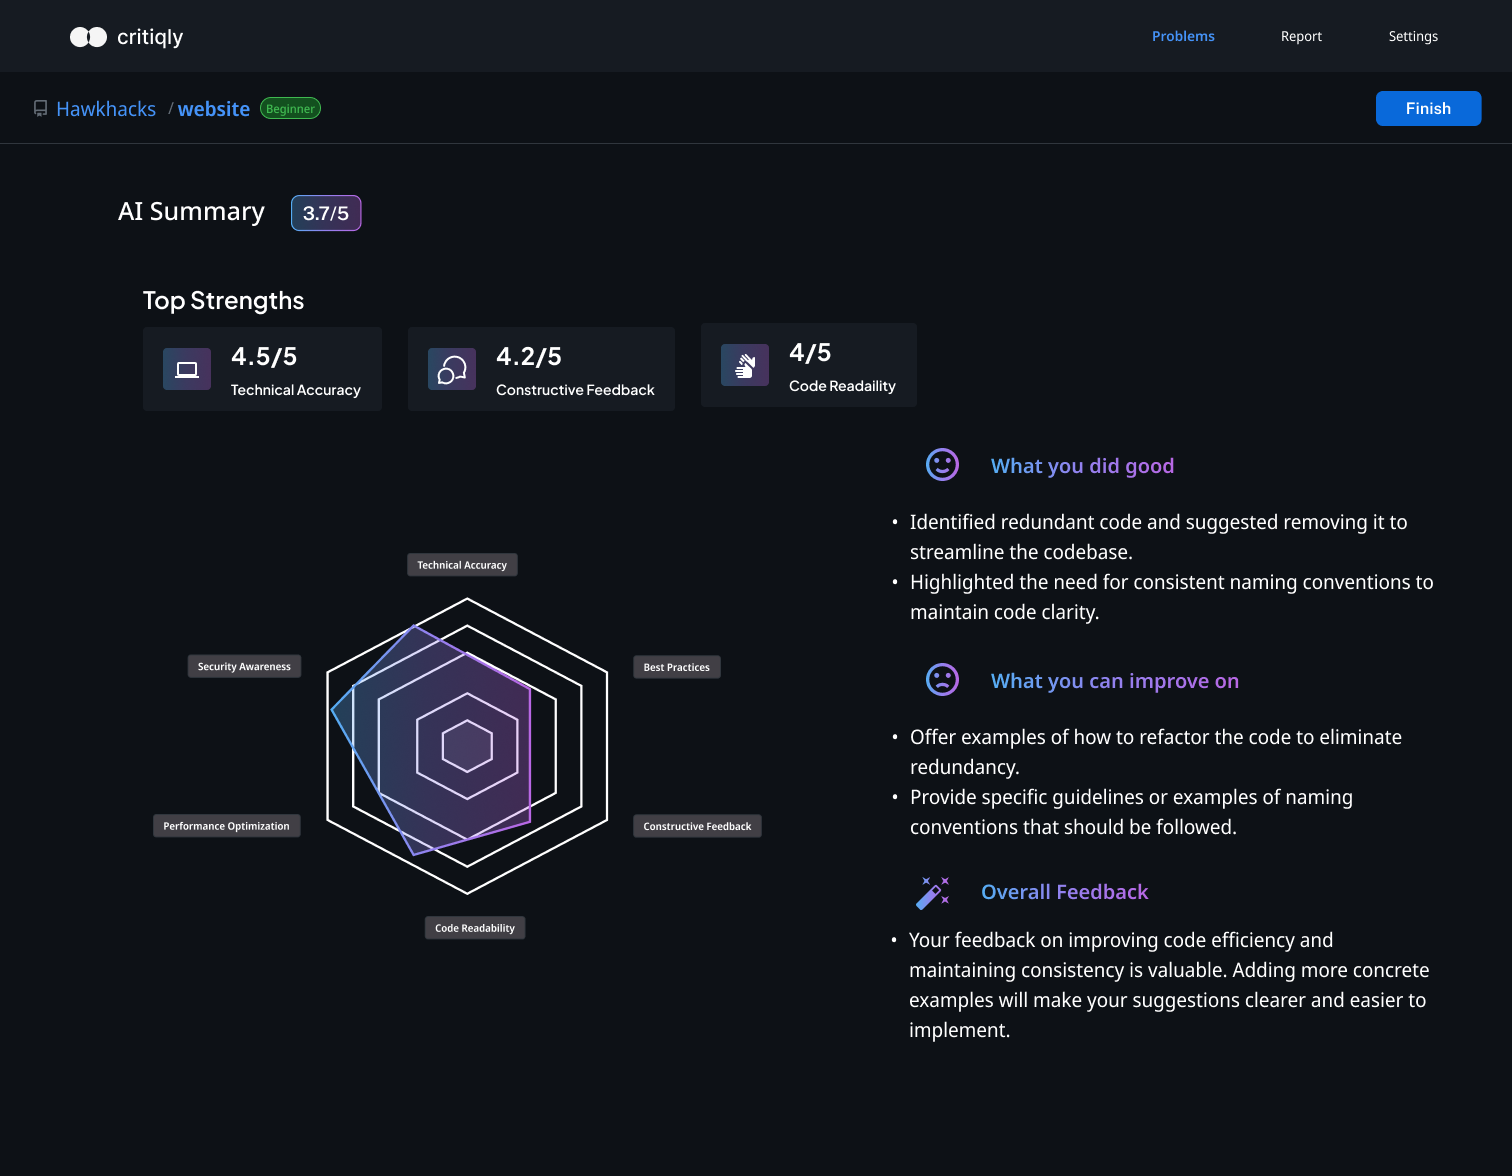 critiqly
Problems
Report
Settings
Hawkhacks / website
Beginner
Finish
AI Summary
3.7/5
Top Strengths
4.5/5
Technical Accuracy
4.2/5
Constructive Feedback
4/5
Code Readaility
Technical Accuracy
Security Awareness
Best Practices
Performance Optimization
Constructive Feedback
Code Readability
What you did good
• Identified redundant code and suggested removing it to
streamline the codebase.
• Highlighted the need for consistent naming conventions to
maintain code clarity.
What you can improve on
• Offer examples of how to refactor the code to eliminate
redundancy.
• Provide specific guidelines or examples of naming
conventions that should be followed.
Overall Feedback
• Your feedback on improving code efficiency and
maintaining consistency is valuable. Adding more concrete
examples will make your suggestions clearer and easier to
implement.